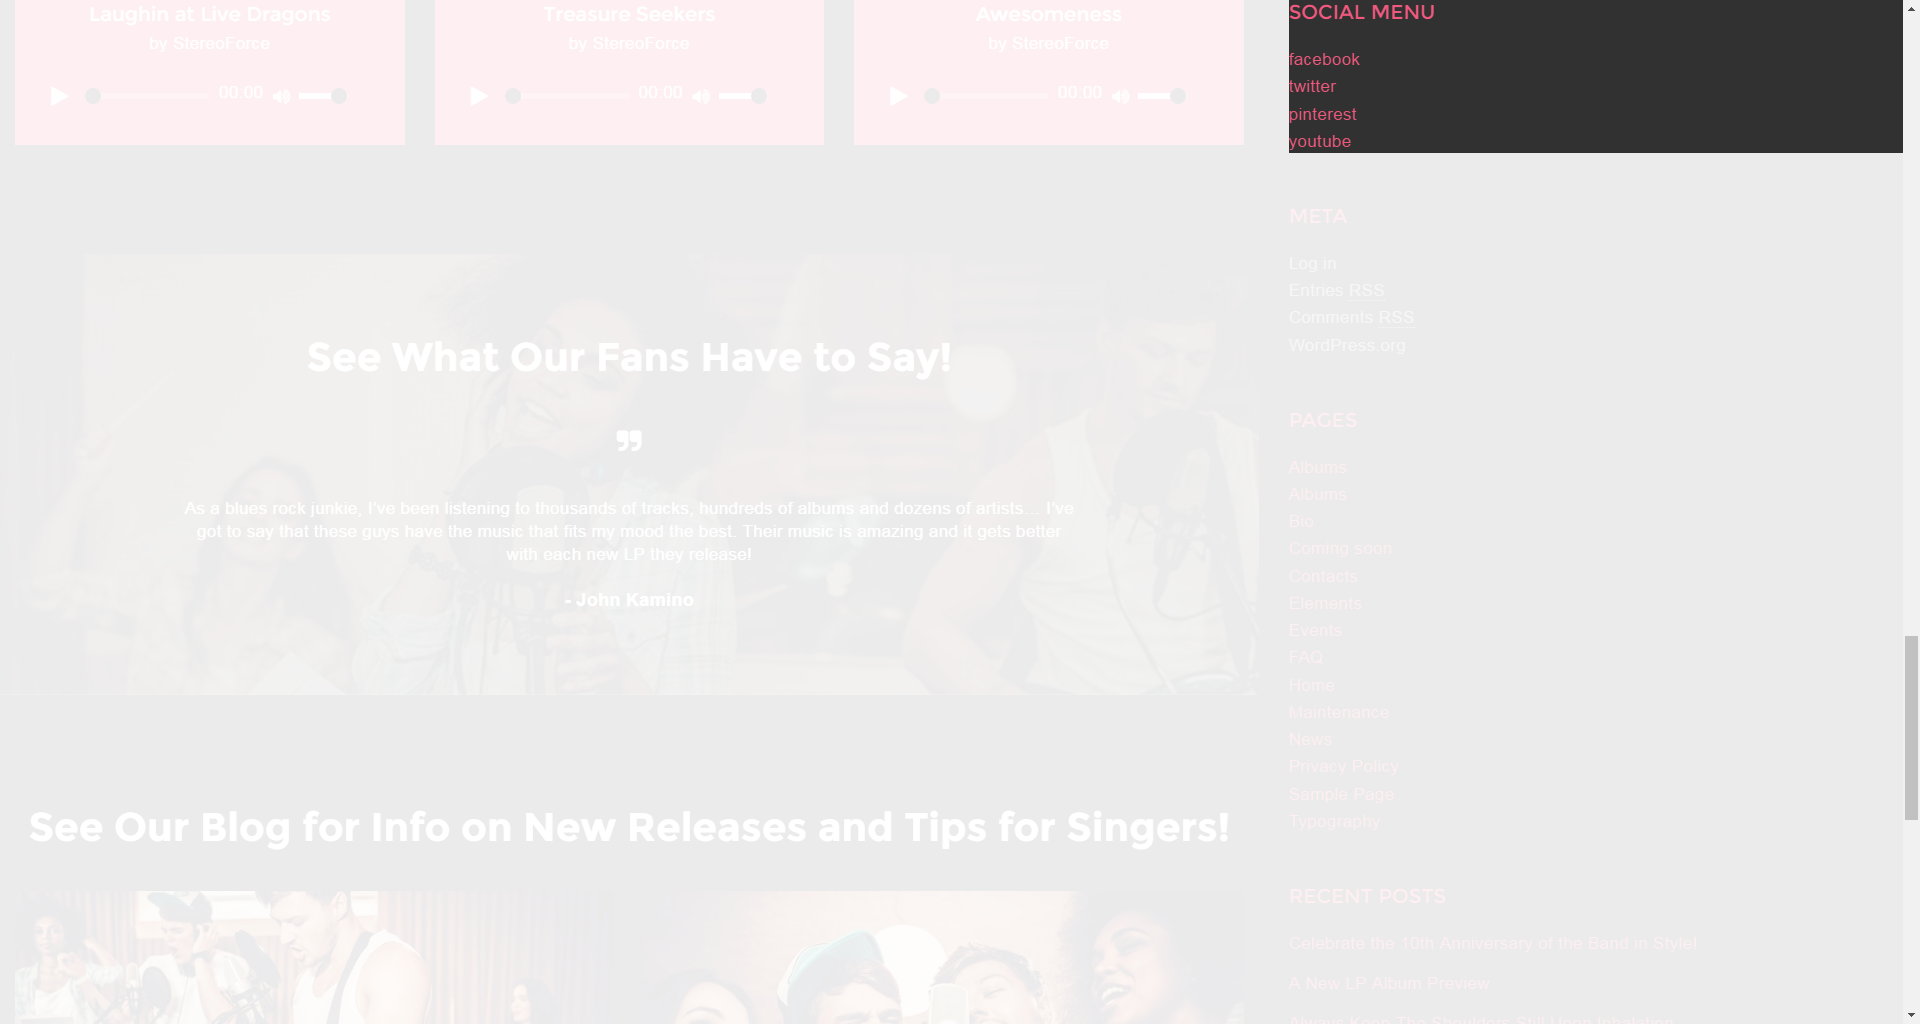 Laughin at Live Dragons
by StereoForce
00:00
Treasure Seekers
by StereoForce
00:00
Awesomeness
by StereoForce
00:00
See What Our Fans Have to Say!
As a blues rock junkie, I've been listening to thousands of tracks, hundreds of albums and dozens of artists... I've
got to say that these guys have the music that fits my mood the best. Their music is amazing and it gets better
with each new LP they release!
- John Kamino
See Our Blog for Info on New Releases and Tips for Singers!
SOCIAL MENU
facebook
twitter
pinterest
youtube
META
Log in
Entries RSS
Comments RSS
WordPress.org
PAGES
Albums
Albums
Bio
Coming soon
Contacts
Elements
Events
FAQ
Home
Maintenance
News
Privacy Policy
Sample Page
Typography
RECENT POSTS
Celebrate the 10th Anniversary of the Band in Style!
A New LP Album Preview
Always Keep The Shoulders Still Upon Inhalation